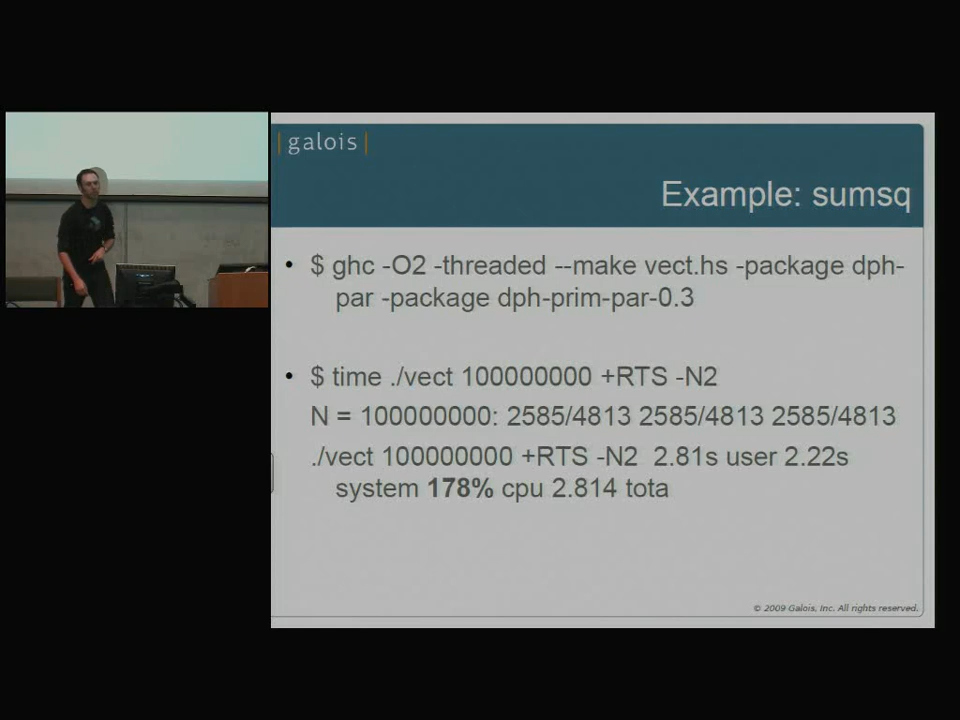 |galois|
Example: sumsq
• $ ghc -O2 -threaded --make vect.hs -package dph-
par -package dph-prim-par-0.3
• $ time ./vect 100000000 +RTS -N2
N = 100000000: 2585/4813 2585/4813 2585/4813
./vect 100000000 +RTS -N2 2.81s user 2.22s
system 178% cpu 2.814 tota
© 2009 Galois, Inc. All rights reserved.